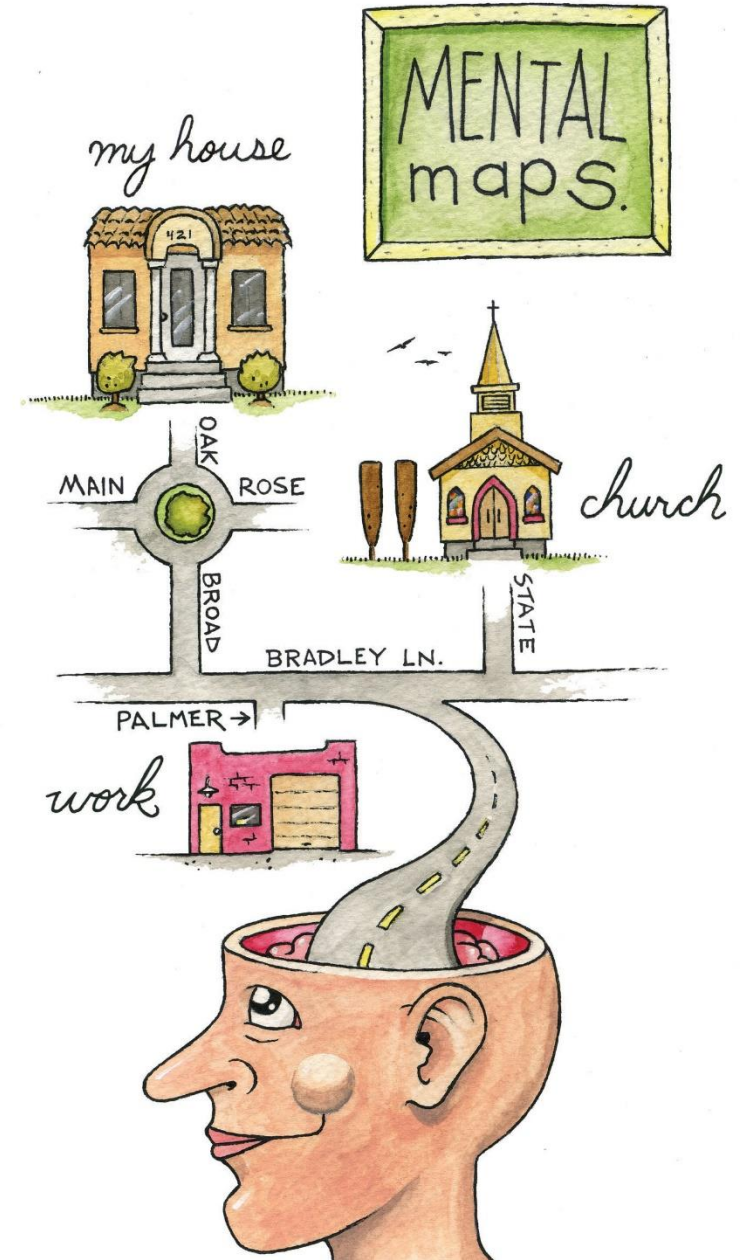 MENTAL
maps.
my house
421
OAK
MAIN
ROSE
church
BROAD
STATE
BRADLEY LN.
PALMER→
work